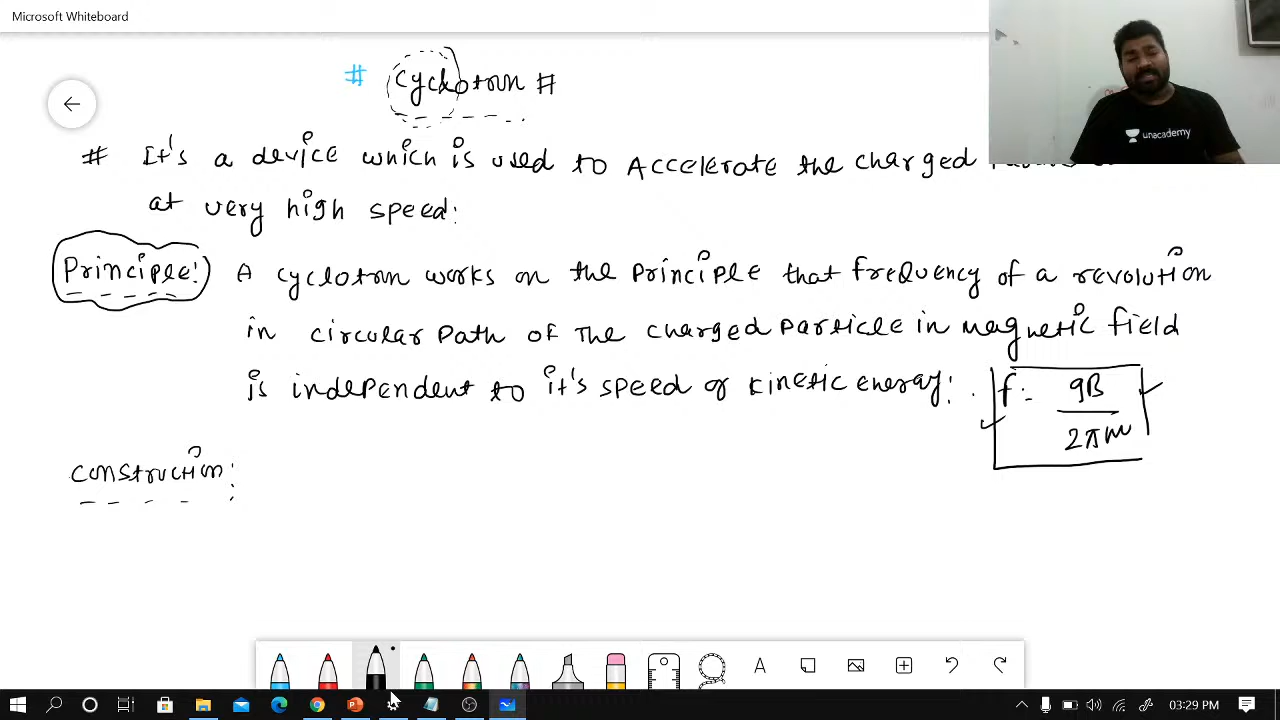 Microsoft Whiteboard
# Cyclotron #
unacademy
# It's a device which is used to Accelerate the charged
at very high speed:
Principle: A cyclotron works on the principle that frequency of a revolution
in circular path of the charged particle in magnetic field
is independent to it's speed or kinetic energy:
f = qB
2πm
construction:
A
03:29 PM